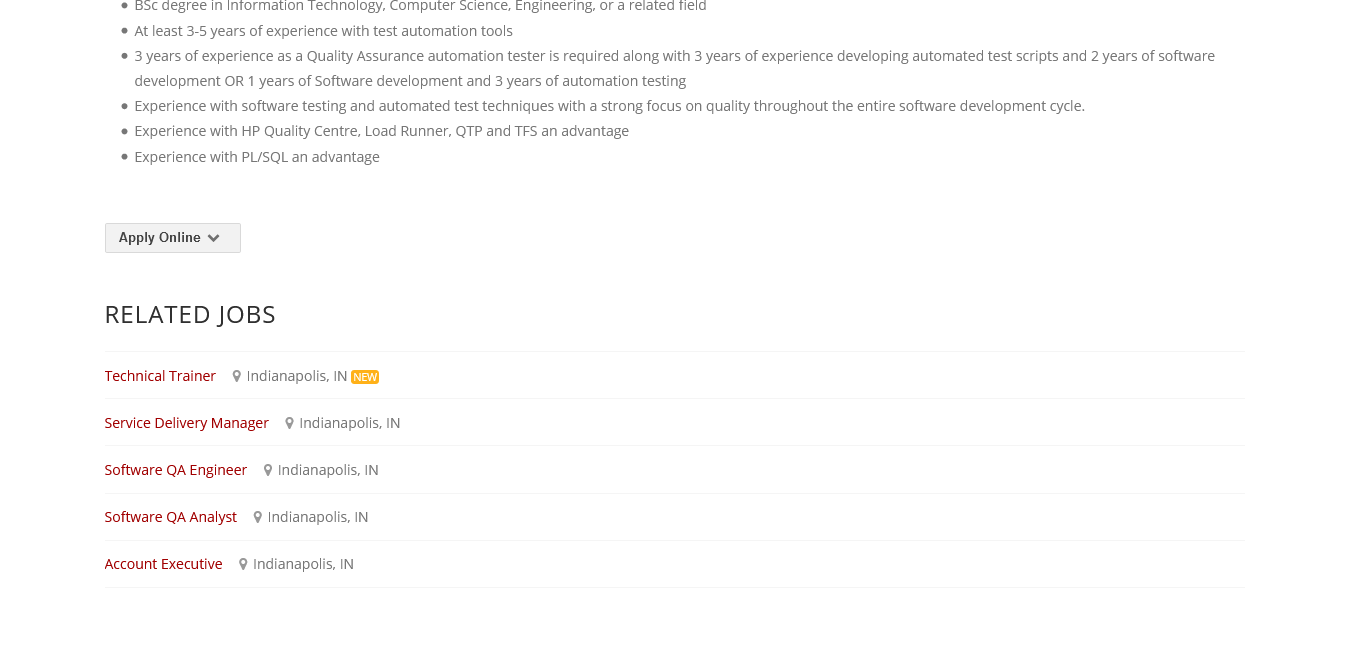 BSc degree in Information Technology, Computer Science, Engineering, or a related field
At least 3-5 years of experience with test automation tools
3 years of experience as a Quality Assurance automation tester is required along with 3 years of experience developing automated test scripts and 2 years of software
development OR 1 years of Software development and 3 years of automation testing
Experience with software testing and automated test techniques with a strong focus on quality throughout the entire software development cycle.
Experience with HP Quality Centre, Load Runner, QTP and TFS an advantage
Experience with PL/SQL an advantage
Apply Online
RELATED JOBS
Technical Trainer Indianapolis, IN NEW
Service Delivery Manager Indianapolis, IN
Software QA Engineer Indianapolis, IN
Software QA Analyst Indianapolis, IN
Account Executive Indianapolis, IN